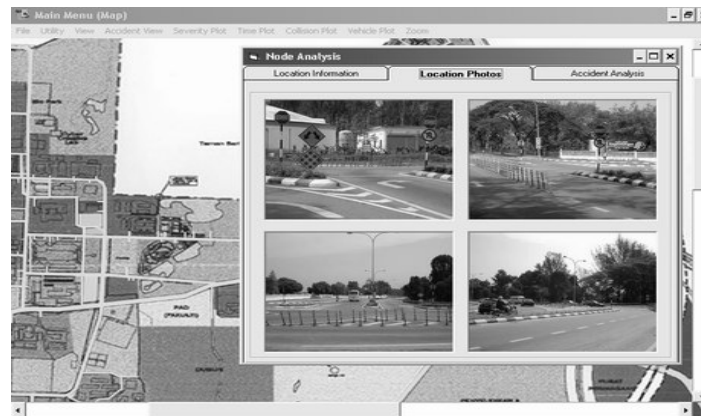 Main Menu (Map)
File Utility View Accident View Severity Plot Time Plot Collision Plot Vehicle Plot Zoom
Node Analysis
Location Information Location Photos Accident Analysis
Taman